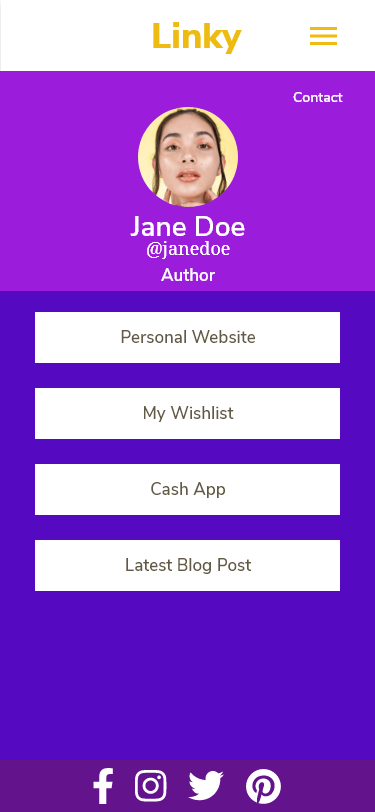 Linky
Contact
Jane Doe
@janedoe
Author
Personal Website
My Wishlist
Cash App
Latest Blog Post